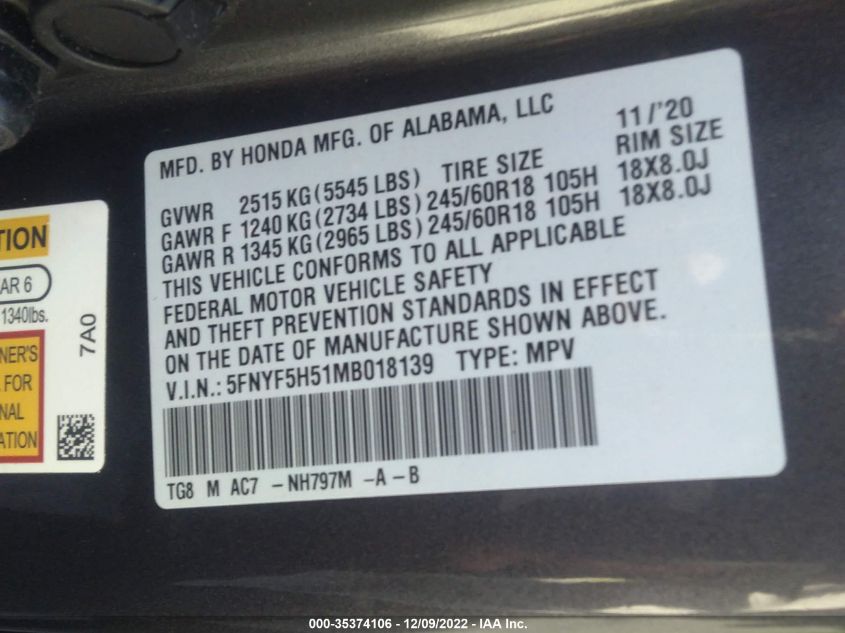 MFD. BY HONDA MFG. OF ALABAMA, LLC 11/'20
GVWR 2515 KG (5545 LBS) TIRE SIZE RIM SIZE
GAWR F 1240 KG (2734 LBS) 245/60R18 105H 18X8.0J
GAWR R 1345 KG (2965 LBS) 245/60R18 105H 18X8.0J
THIS VEHICLE CONFORMS TO ALL APPLICABLE
FEDERAL MOTOR VEHICLE SAFETY
AND THEFT PREVENTION STANDARDS IN EFFECT
ON THE DATE OF MANUFACTURE SHOWN ABOVE.
V.I.N.: 5FNYF5H51MB018139 TYPE: MPV
TG8 M AC7 -NH797M -A -B
TION
AR 6
1340lbs.
NER'S
FOR
NAL
ATION
7A0
000-35374106 - 12/09/2022 - IAA Inc.